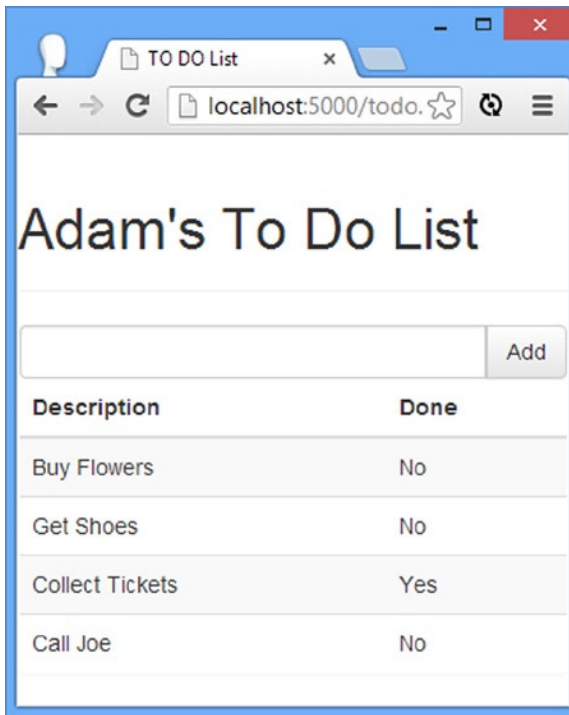 TO DO List
localhost:5000/todo.
Adam's To Do List
Add
Description Done
Buy Flowers No
Get Shoes No
Collect Tickets Yes
Call Joe No